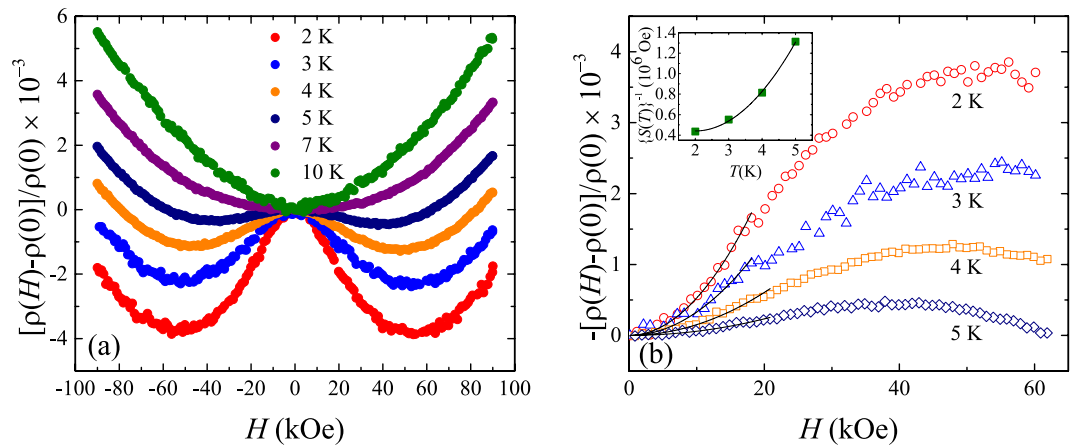 [ρ(H)-ρ(0)]/ρ(0) × 10⁻³
6
4
2
0
-2
-4
2 K
3 K
4 K
5 K
7 K
10 K
(a)
-100 -80 -60 -40 -20 0 20 40 60 80 100
H (kOe)
-[ρ(H)-ρ(0)]/ρ(0) × 10⁻³
4
2
0
{S(T)}⁻¹ (10⁶ Oe)
1.4
1.2
1.0
0.8
0.6
0.4
2 3 4 5
T(K)
2 K
3 K
4 K
5 K
(b)
0 20 40 60
H (kOe)